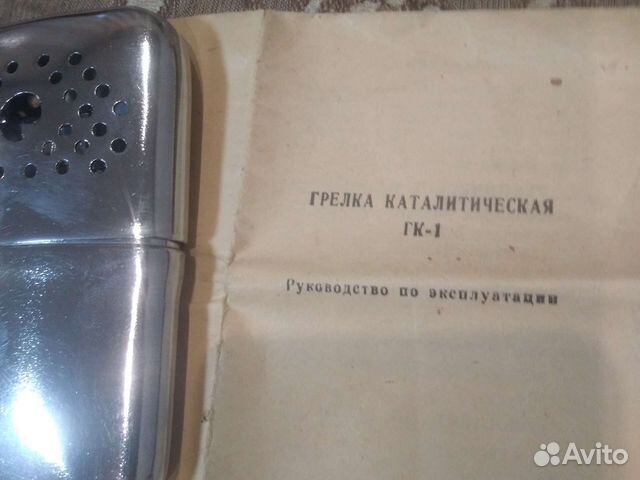 ГРЕЛКА КАТАЛИТИЧЕСКАЯ
ГК-1
Руководство по эксплуатации
Avito